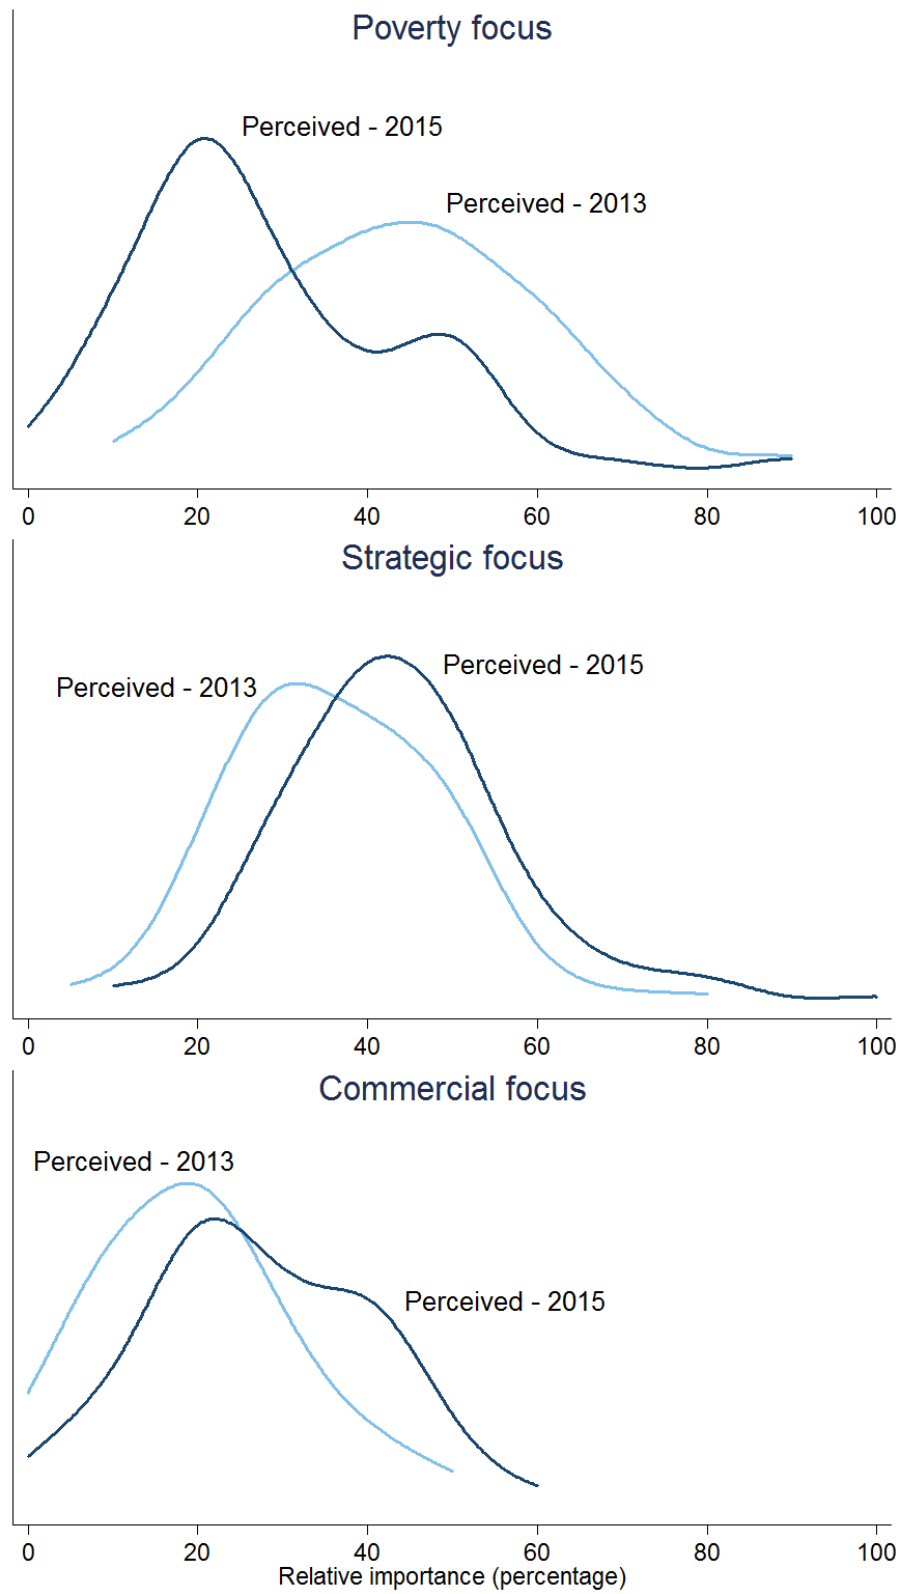 Poverty focus
Perceived - 2015
Perceived - 2013
0 20 40 60 80 100
Strategic focus
Perceived - 2015
Perceived - 2013
0 20 40 60 80 100
Commercial focus
Perceived - 2013
Perceived - 2015
0 20 40 60 80 100
Relative importance (percentage)